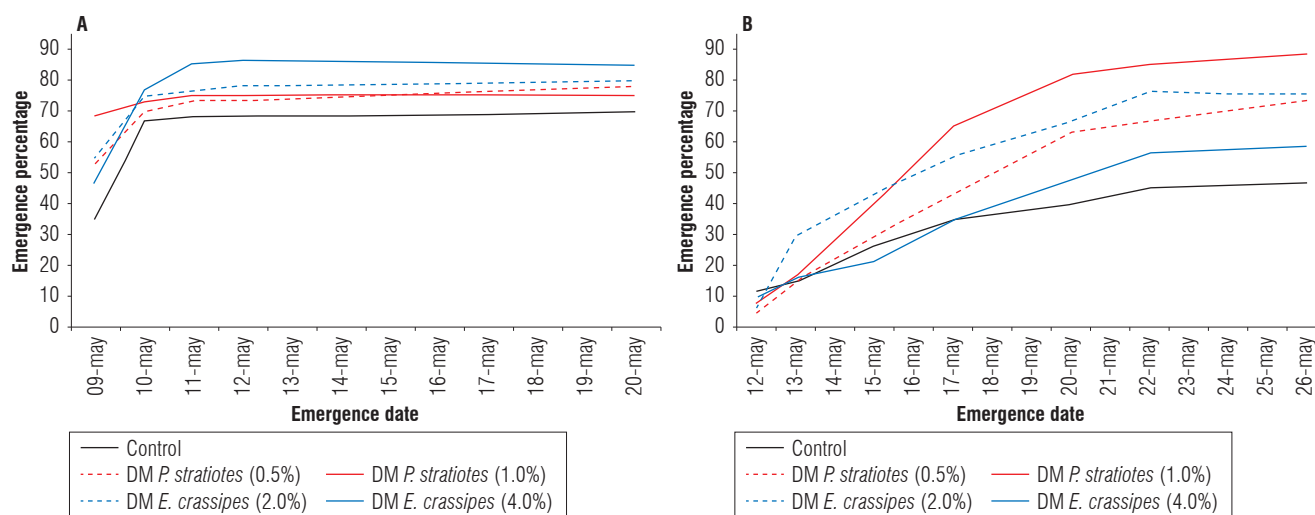 A
Emergence percentage
90
80
70
60
50
40
30
20
10
0
09-may
10-may
11-may
12-may
13-may
14-may
15-may
16-may
17-may
18-may
19-may
20-may
Emergence date
Control
DM P. stratiotes (0.5%) DM P. stratiotes (1.0%)
DM E. crassipes (2.0%) DM E. crassipes (4.0%)
B
Emergence percentage
90
80
70
60
50
40
30
20
10
0
12-may
13-may
14-may
15-may
16-may
17-may
18-may
19-may
20-may
21-may
22-may
23-may
24-may
25-may
26-may
Emergence date
Control
DM P. stratiotes (0.5%) DM P. stratiotes (1.0%)
DM E. crassipes (2.0%) DM E. crassipes (4.0%)